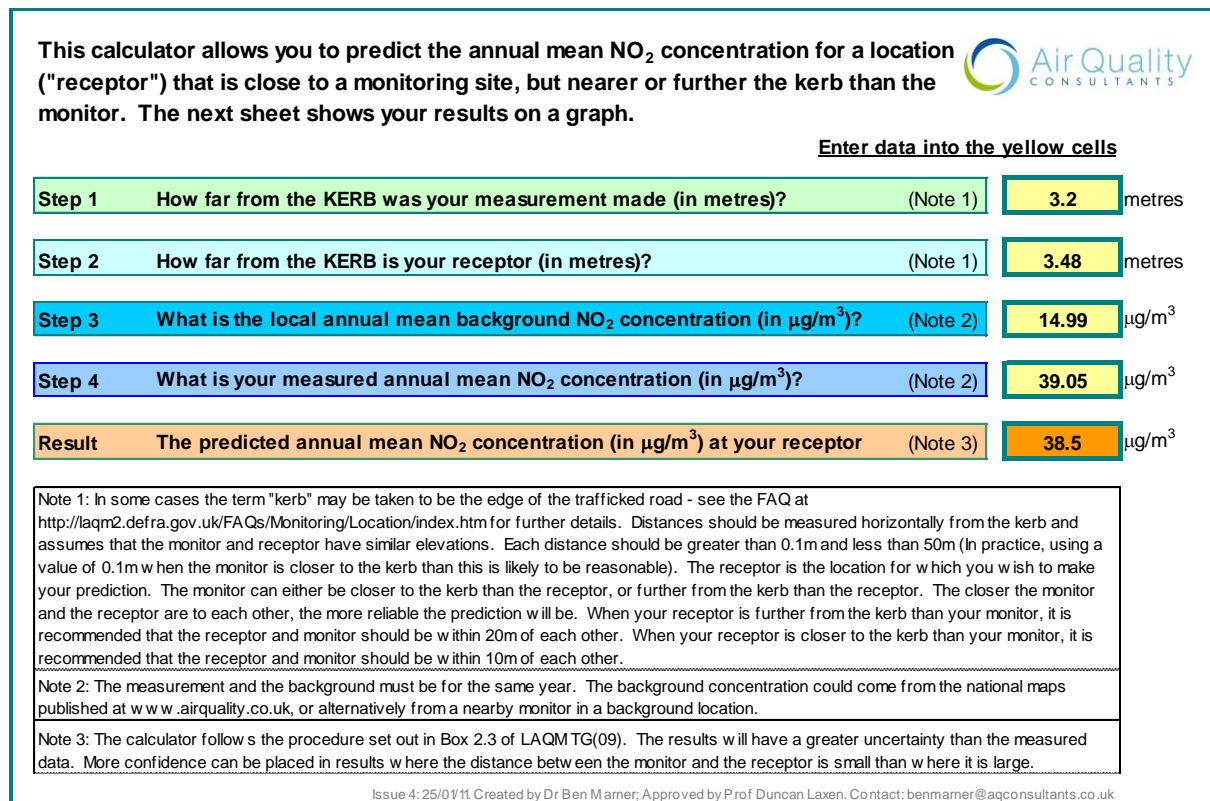 This calculator allows you to predict the annual mean NO₂ concentration for a location
("receptor") that is close to a monitoring site, but nearer or further the kerb than the
monitor. The next sheet shows your results on a graph.
Air Quality
CONSULTANTS
Enter data into the yellow cells
Step 1 How far from the KERB was your measurement made (in metres)? (Note 1) 3.2 metres
Step 2 How far from the KERB is your receptor (in metres)? (Note 1) 3.48 metres
Step 3 What is the local annual mean background NO₂ concentration (in µg/m³)? (Note 2) 14.99 µg/m³
Step 4 What is your measured annual mean NO₂ concentration (in µg/m³)? (Note 2) 39.05 µg/m³
Result The predicted annual mean NO₂ concentration (in µg/m³) at your receptor (Note 3) 38.5 µg/m³
Note 1: In some cases the term "kerb" may be taken to be the edge of the trafficked road - see the FAQ at
http://laqm2.defra.gov.uk/FAQs/Monitoring/Location/index.htm for further details. Distances should be measured horizontally from the kerb and
assumes that the monitor and receptor have similar elevations. Each distance should be greater than 0.1m and less than 50m (In practice, using a
value of 0.1m when the monitor is closer to the kerb than this is likely to be reasonable). The receptor is the location for which you wish to make
your prediction. The monitor can either be closer to the kerb than the receptor, or further from the kerb than the receptor. The closer the monitor
and the receptor are to each other, the more reliable the prediction will be. When your receptor is further from the kerb than your monitor, it is
recommended that the receptor and monitor should be within 20m of each other. When your receptor is closer to the kerb than your monitor, it is
recommended that the receptor and monitor should be within 10m of each other.
Note 2: The measurement and the background must be for the same year. The background concentration could come from the national maps
published at www.airquality.co.uk, or alternatively from a nearby monitor in a background location.
Note 3: The calculator follows the procedure set out in Box 2.3 of LAQM TG(09). The results will have a greater uncertainty than the measured
data. More confidence can be placed in results where the distance between the monitor and the receptor is small than where it is large.
Issue 4: 25/01/11. Created by Dr Ben Marner; Approved by Prof Duncan Laxen. Contact: benmarner@aqconsultants.co.uk